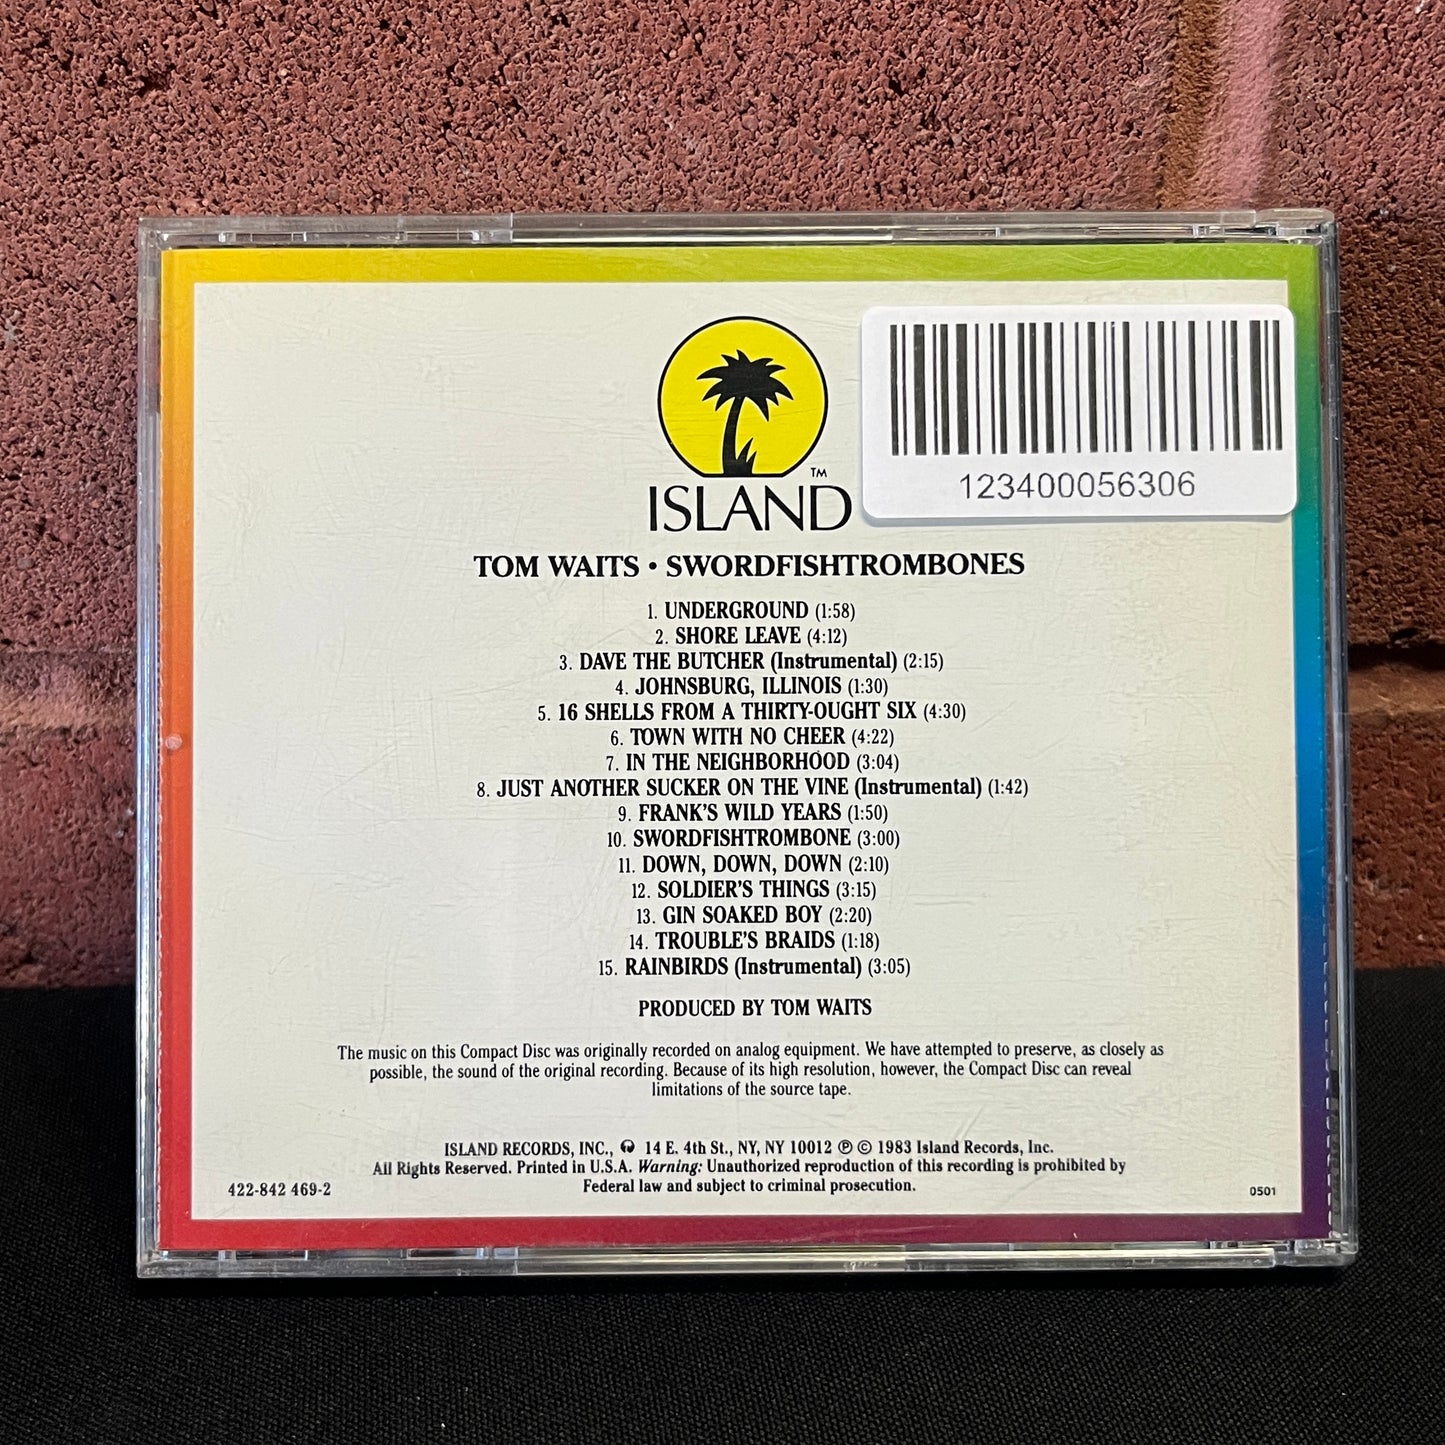 123400056306
TM
ISLAND
TOM WAITS • SWORDFISHTROMBONES
1. UNDERGROUND (1:58)
2. SHORE LEAVE (4:12)
3. DAVE THE BUTCHER (Instrumental) (2:15)
4. JOHNSBURG, ILLINOIS (1:30)
5. 16 SHELLS FROM A THIRTY-OUGHT SIX (4:30)
6. TOWN WITH NO CHEER (4:22)
7. IN THE NEIGHBORHOOD (3:04)
8. JUST ANOTHER SUCKER ON THE VINE (Instrumental) (1:42)
9. FRANK'S WILD YEARS (1:50)
10. SWORDFISHTROMBONE (3:00)
11. DOWN, DOWN, DOWN (2:10)
12. SOLDIER'S THINGS (3:15)
13. GIN SOAKED BOY (2:20)
14. TROUBLE'S BRAIDS (1:18)
15. RAINBIRDS (Instrumental) (3:05)
PRODUCED BY TOM WAITS
The music on this Compact Disc was originally recorded on analog equipment. We have attempted to preserve, as closely as
possible, the sound of the original recording. Because of its high resolution, however, the Compact Disc can reveal
limitations of the source tape.
ISLAND RECORDS, INC., 14 E. 4th St., NY, NY 10012 ℗ © 1983 Island Records, Inc.
All Rights Reserved. Printed in U.S.A. Warning: Unauthorized reproduction of this recording is prohibited by
Federal law and subject to criminal prosecution.
422-842 469-2
0501